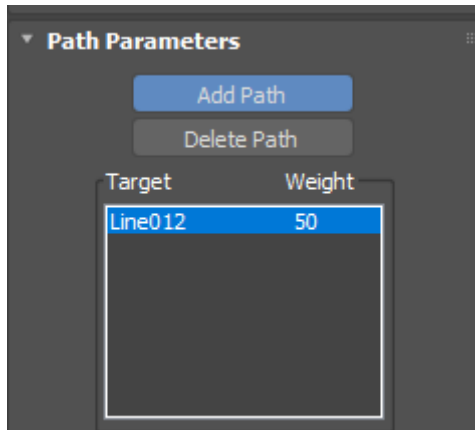 Path Parameters
Add Path
Delete Path
Target Weight
Line012 50